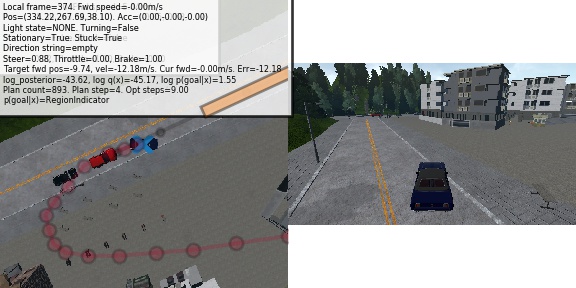 Local frame=374. Fwd speed=-0.00m/s
Pos=(334.22,267.69,38.10). Acc=(0.00,-0.00,-0.00)
Light state=NONE. Turning=False
Stationary=True. Stuck=True
Direction string=empty
Steer=0.88, Throttle=0.00, Brake=1.00
Target fwd pos=-9.74, vel=-12.18m/s. Cur fwd=-0.00m/s. Err=-12.18
log_posterior=-43.62, log q(x)=-45.17, log p(goal|x)=1.55
Plan count=893. Plan step=4. Opt steps=9.00
p(goal|x)=RegionIndicator